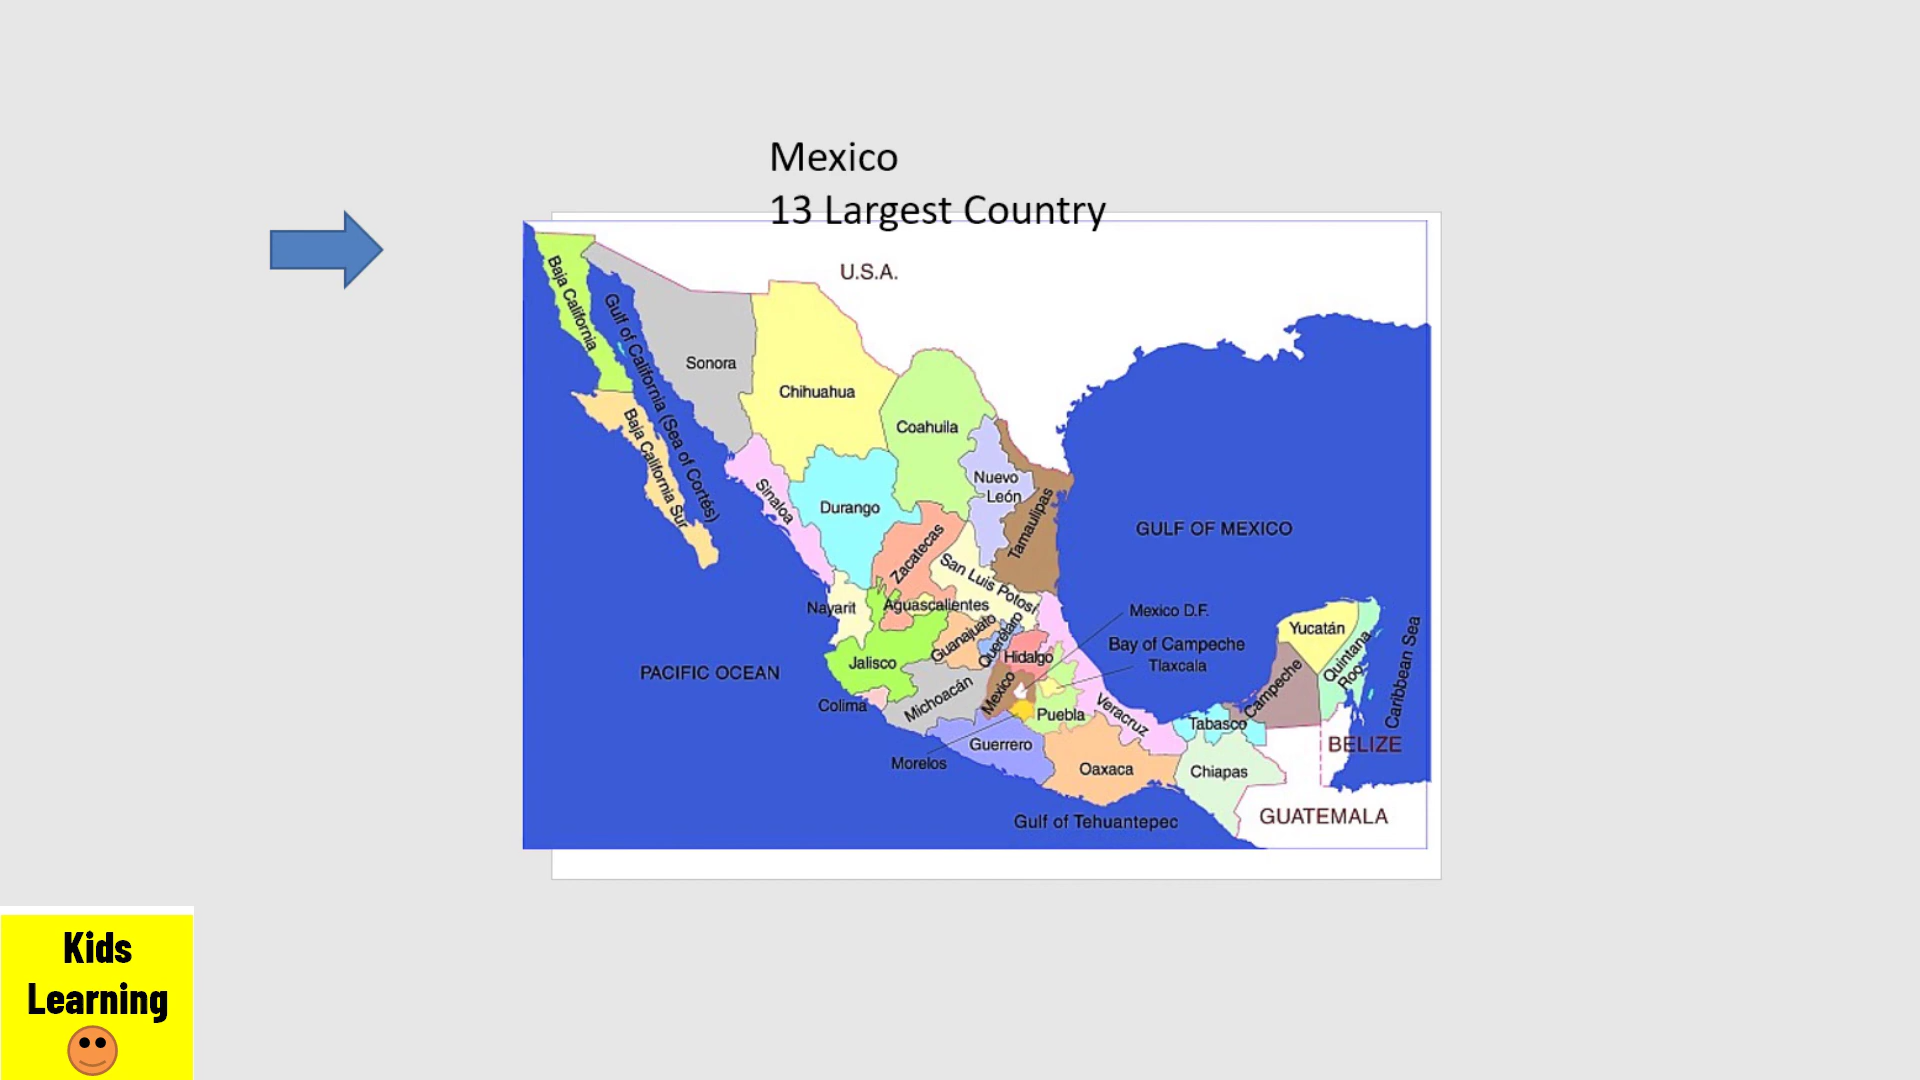 Mexico
13 Largest Country
U.S.A.
Baja California
Gulf of California (Sea of Cortés)
Sonora
Chihuahua
Coahuila
Baja California Sur
Sinaloa
Durango
Nuevo
León
Tamaulipas
GULF OF MEXICO
Zacatecas
San Luis Potosí
Nayarit
Aguascalientes
Mexico D.F.
Guanajuato
Querétaro
Hidalgo
Bay of Campeche
Tlaxcala
Yucatán
Quintana
Roo
Caribbean Sea
PACIFIC OCEAN
Jalisco
Michoacán
Mexico
Campeche
Colima
Puebla
Veracruz
Tabasco
BELIZE
Guerrero
Morelos
Oaxaca
Chiapas
Gulf of Tehuantepec
GUATEMALA
Kids
Learning